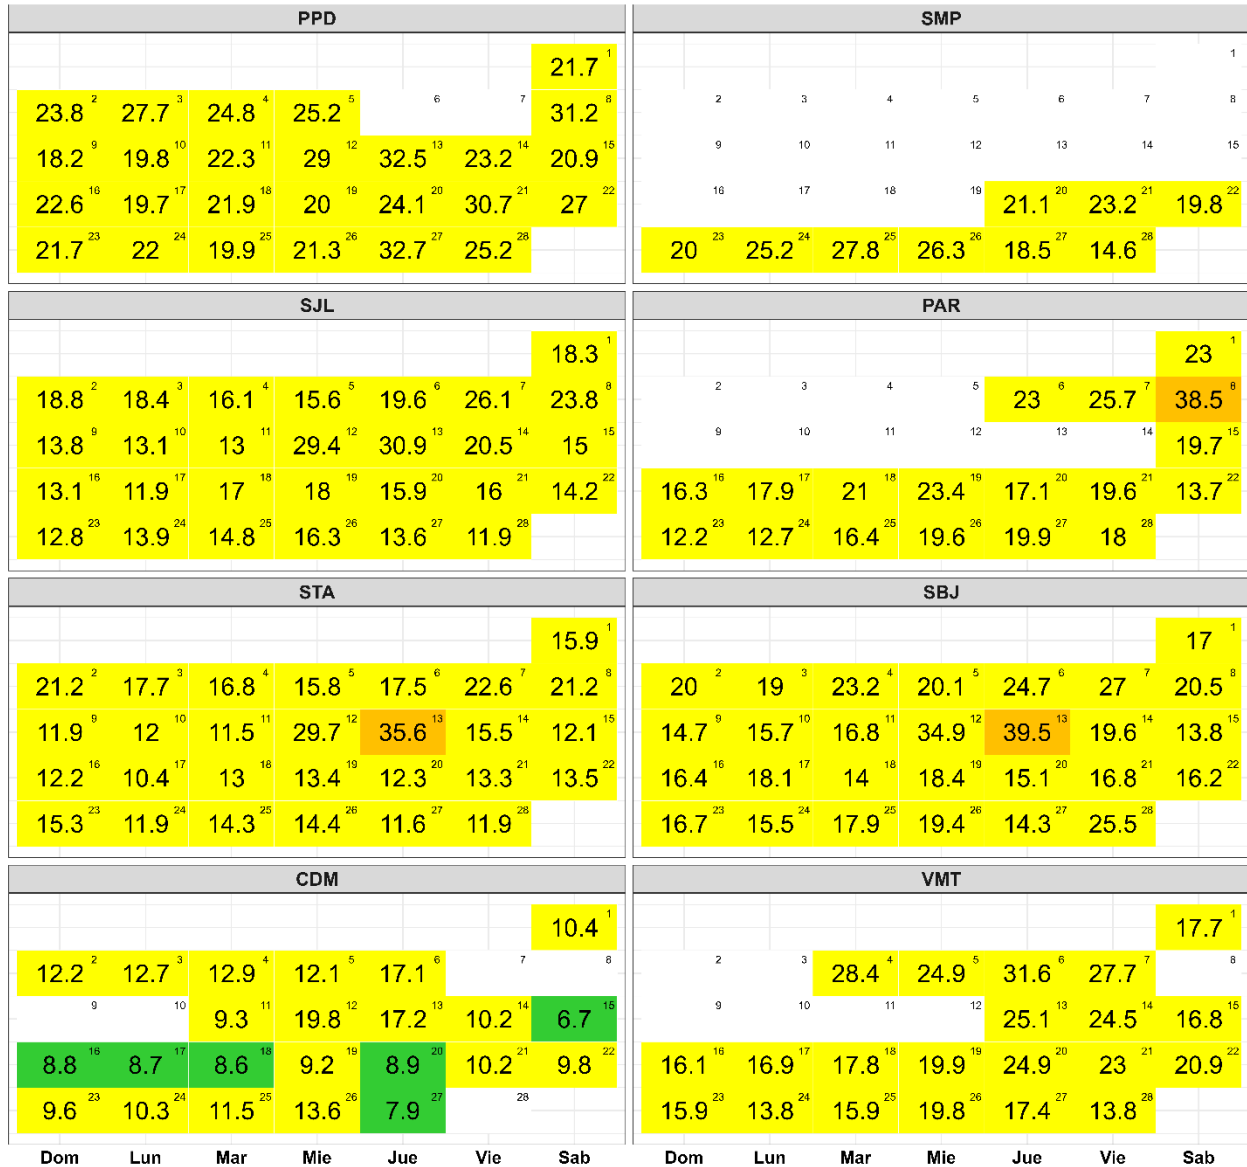 PPD
21.7 1
23.8 2 27.7 3 24.8 4 25.2 5 6 7 31.2 8
18.2 9 19.8 10 22.3 11 29 12 32.5 13 23.2 14 20.9 15
22.6 16 19.7 17 21.9 18 20 19 24.1 20 30.7 21 27 22
21.7 23 22 24 19.9 25 21.3 26 32.7 27 25.2 28
SMP
1
2 3 4 5 6 7 8
9 10 11 12 13 14 15
16 17 18 19 21.1 20 23.2 21 19.8 22
20 23 25.2 24 27.8 25 26.3 26 18.5 27 14.6 28
SJL
18.3 1
18.8 2 18.4 3 16.1 4 15.6 5 19.6 6 26.1 7 23.8 8
13.8 9 13.1 10 13 11 29.4 12 30.9 13 20.5 14 15 15
13.1 16 11.9 17 17 18 18 19 15.9 20 16 21 14.2 22
12.8 23 13.9 24 14.8 25 16.3 26 13.6 27 11.9 28
PAR
23 1
2 3 4 5 23 6 25.7 7 38.5 8
9 10 11 12 13 14 19.7 15
16.3 16 17.9 17 21 18 23.4 19 17.1 20 19.6 21 13.7 22
12.2 23 12.7 24 16.4 25 19.6 26 19.9 27 18 28
STA
15.9 1
21.2 2 17.7 3 16.8 4 15.8 5 17.5 6 22.6 7 21.2 8
11.9 9 12 10 11.5 11 29.7 12 35.6 13 15.5 14 12.1 15
12.2 16 10.4 17 13 18 13.4 19 12.3 20 13.3 21 13.5 22
15.3 23 11.9 24 14.3 25 14.4 26 11.6 27 11.9 28
SBJ
17 1
20 2 19 3 23.2 4 20.1 5 24.7 6 27 7 20.5 8
14.7 9 15.7 10 16.8 11 34.9 12 39.5 13 19.6 14 13.8 15
16.4 16 18.1 17 14 18 18.4 19 15.1 20 16.8 21 16.2 22
16.7 23 15.5 24 17.9 25 19.4 26 14.3 27 25.5 28
CDM
10.4 1
12.2 2 12.7 3 12.9 4 12.1 5 17.1 6 7 8
9 10 9.3 11 19.8 12 17.2 13 10.2 14 6.7 15
8.8 16 8.7 17 8.6 18 9.2 19 8.9 20 10.2 21 9.8 22
9.6 23 10.3 24 11.5 25 13.6 26 7.9 27 28
Dom Lun Mar Mie Jue Vie Sab
VMT
17.7 1
2 3 28.4 4 24.9 5 31.6 6 27.7 7 8
9 10 11 12 25.1 13 24.5 14 16.8 15
16.1 16 16.9 17 17.8 18 19.9 19 24.9 20 23 21 20.9 22
15.9 23 13.8 24 15.9 25 19.8 26 17.4 27 13.8 28
Dom Lun Mar Mie Jue Vie Sab